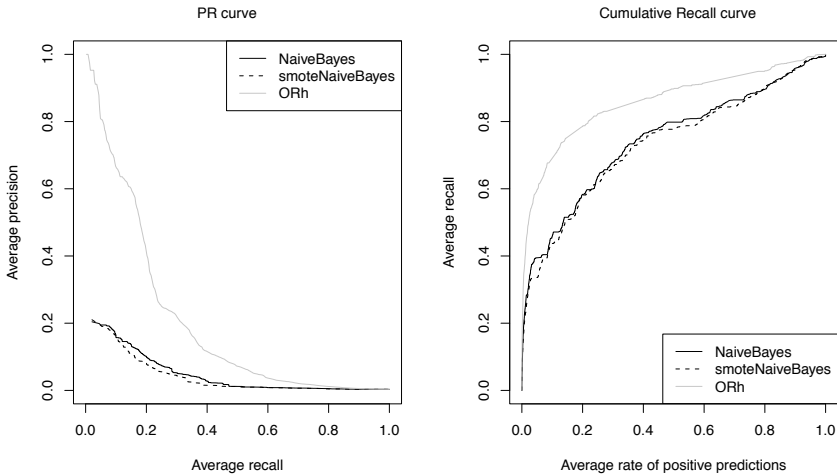 PR curve
NaiveBayes
smoteNaiveBayes
ORh
Average precision
0.0 0.2 0.4 0.6 0.8 1.0
0.0 0.2 0.4 0.6 0.8 1.0
Average recall
Cumulative Recall curve
Average recall
0.0 0.2 0.4 0.6 0.8 1.0
NaiveBayes
smoteNaiveBayes
ORh
0.0 0.2 0.4 0.6 0.8 1.0
Average rate of positive predictions